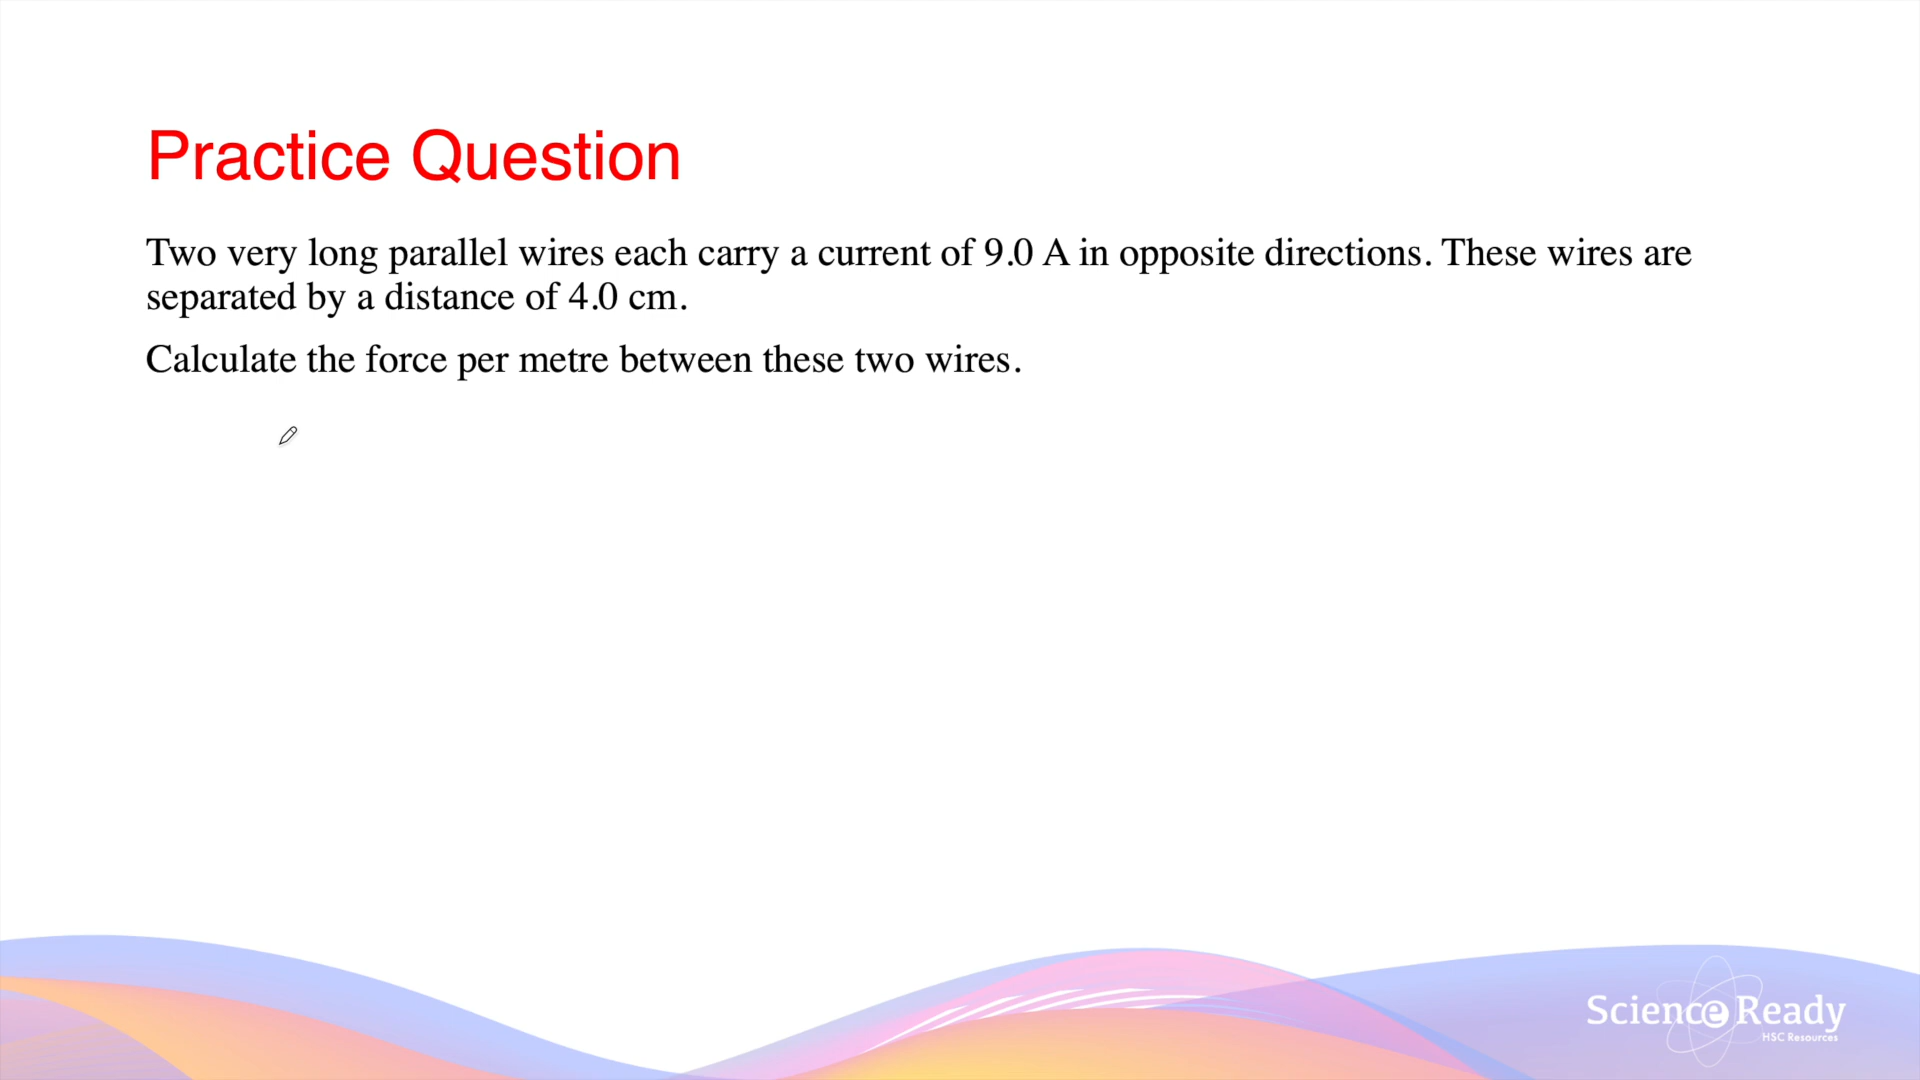 Practice Question
Two very long parallel wires each carry a current of 9.0 A in opposite directions. These wires are
separated by a distance of 4.0 cm.
Calculate the force per metre between these two wires.
Science Ready
HSC Resources